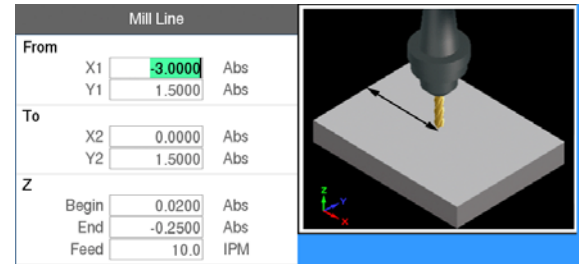 Mill Line
From
X1 -3.0000 Abs
Y1 1.5000 Abs
To
X2 0.0000 Abs
Y2 1.5000 Abs
Z
Begin 0.0200 Abs
End -0.2500 Abs
Feed 10.0 IPM
Z
Y
X